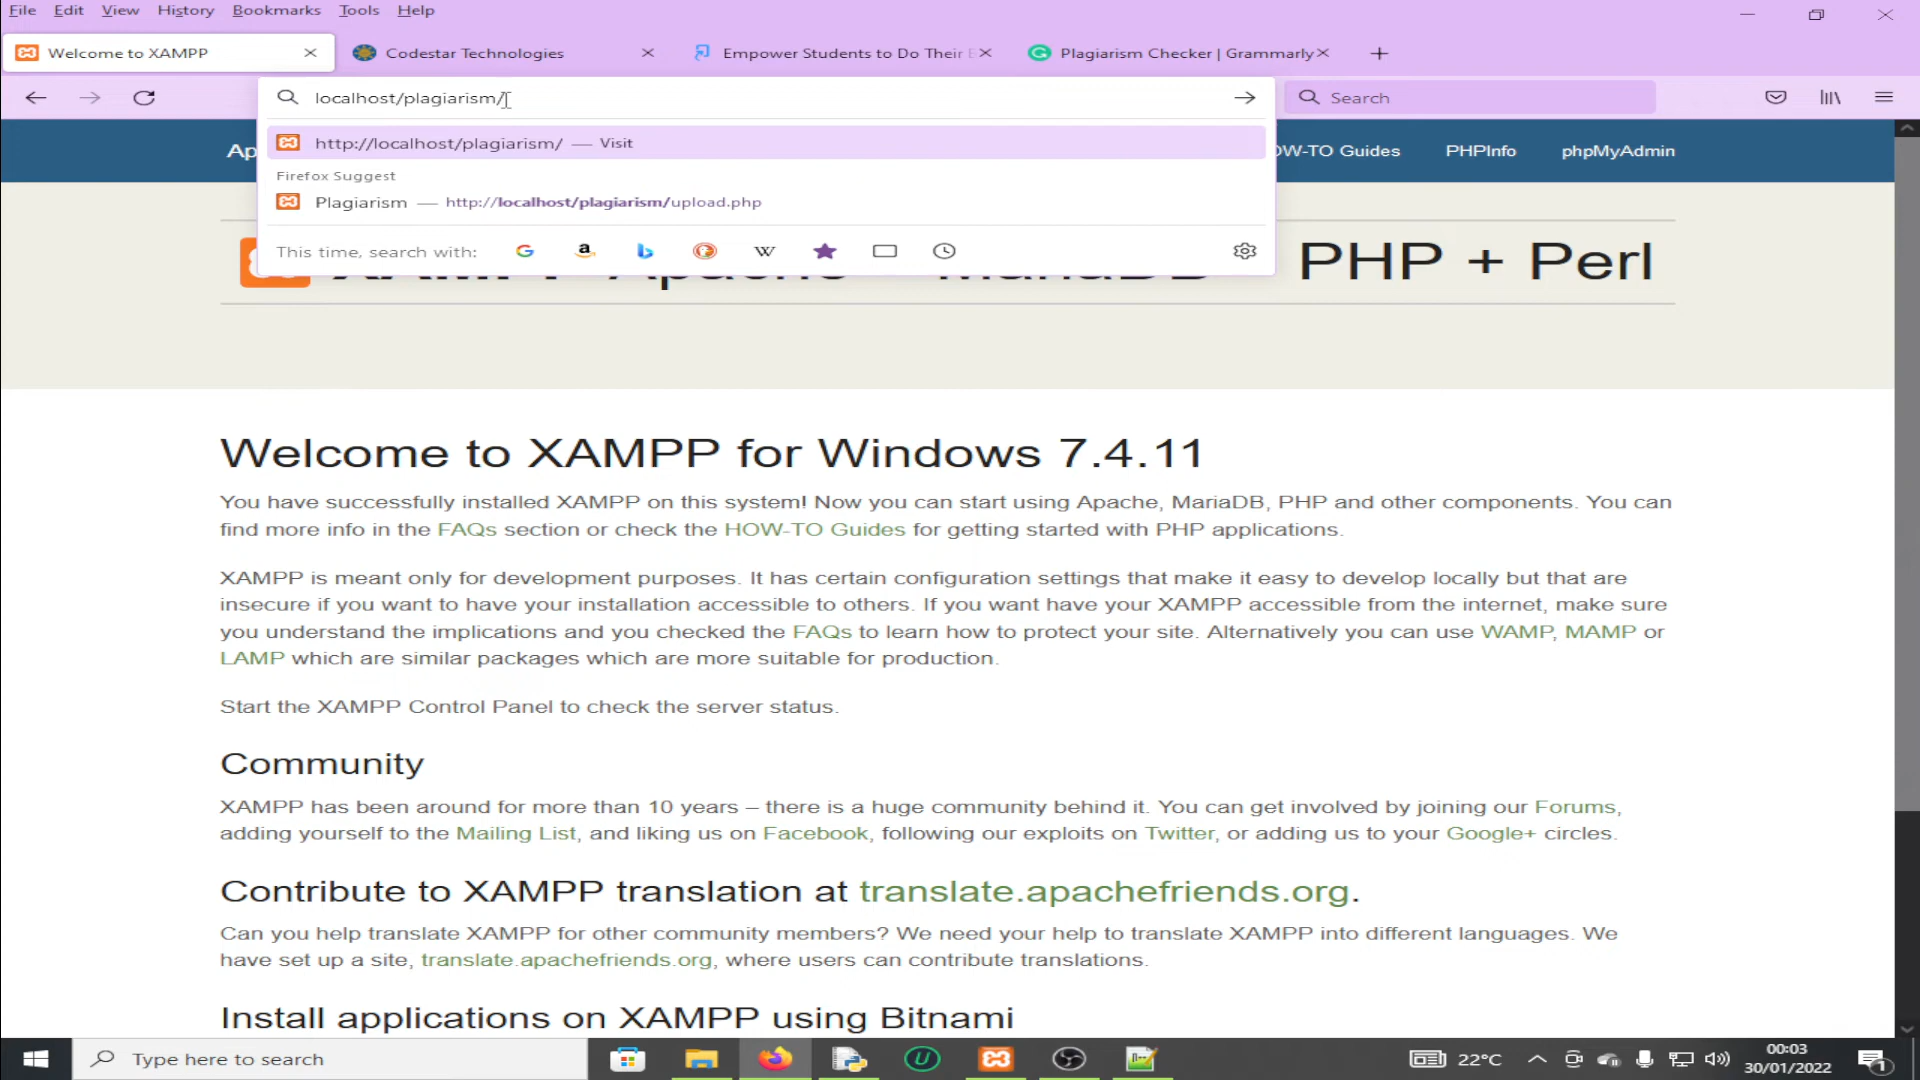 File Edit View History Bookmarks Tools Help
Welcome to XAMPP
Codestar Technologies
Empower Students to Do Their
Plagiarism Checker | Grammarly
localhost/plagiarism/
Search
http://localhost/plagiarism/ — Visit
Firefox Suggest
Plagiarism — http://localhost/plagiarism/upload.php
This time, search with:
Ap
OW-TO Guides PHPInfo phpMyAdmin
PHP + Perl
Welcome to XAMPP for Windows 7.4.11
You have successfully installed XAMPP on this system! Now you can start using Apache, MariaDB, PHP and other components. You can
find more info in the FAQs section or check the HOW-TO Guides for getting started with PHP applications.
XAMPP is meant only for development purposes. It has certain configuration settings that make it easy to develop locally but that are
insecure if you want to have your installation accessible to others. If you want have your XAMPP accessible from the internet, make sure
you understand the implications and you checked the FAQs to learn how to protect your site. Alternatively you can use WAMP, MAMP or
LAMP which are similar packages which are more suitable for production.
Start the XAMPP Control Panel to check the server status.
Community
XAMPP has been around for more than 10 years – there is a huge community behind it. You can get involved by joining our Forums,
adding yourself to the Mailing List, and liking us on Facebook, following our exploits on Twitter, or adding us to your Google+ circles.
Contribute to XAMPP translation at translate.apachefriends.org.
Can you help translate XAMPP for other community members? We need your help to translate XAMPP into different languages. We
have set up a site, translate.apachefriends.org, where users can contribute translations.
Install applications on XAMPP using Bitnami
Type here to search
22°C
00:03
30/01/2022
1